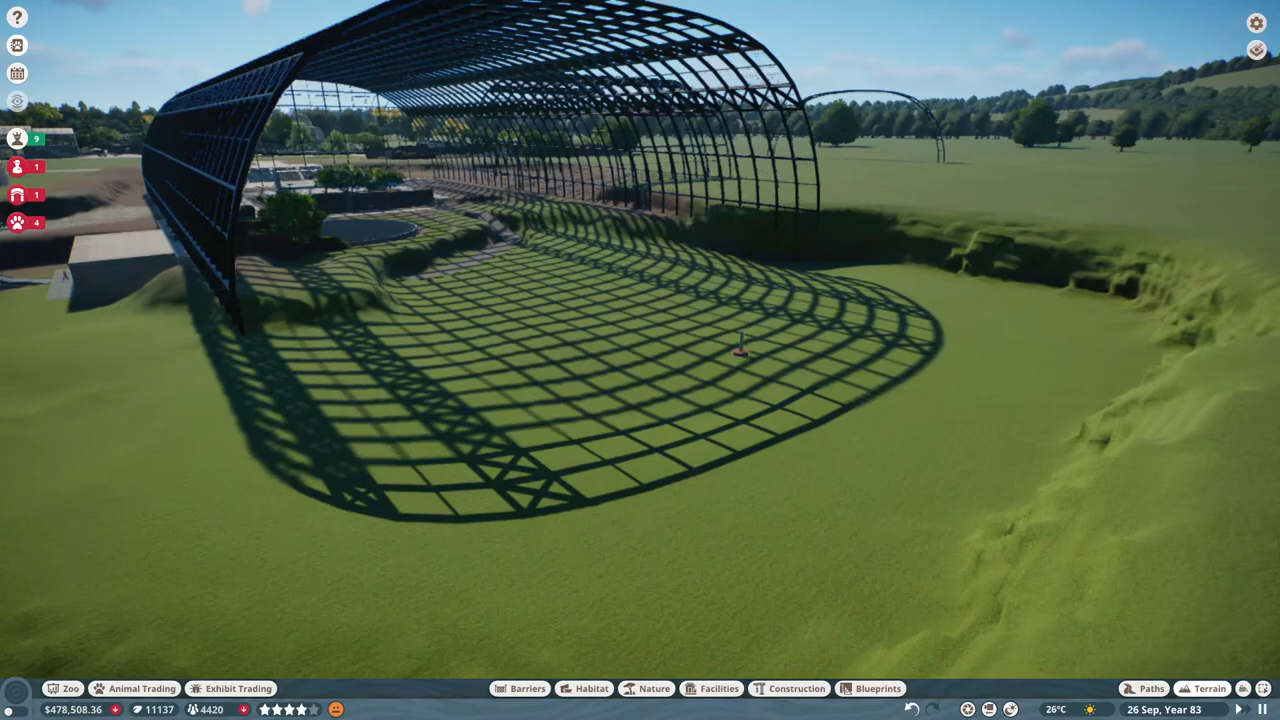 ?
9
1
1
4
Zoo
Animal Trading
Exhibit Trading
Barriers
Habitat
Nature
Facilities
Construction
Blueprints
Paths
Terrain
$478,508.36
11137
4420
26°C
26 Sep, Year 83